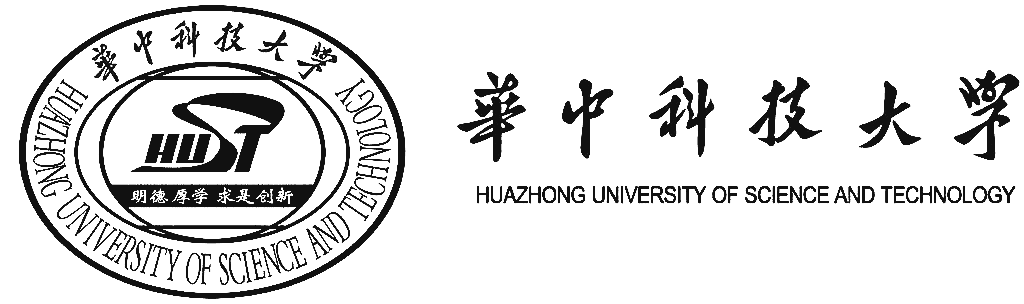 華中科技大學
HUAZHONG UNIVERSITY OF SCIENCE AND TECHNOLOGY
HUST
明德厚学 求是创新
華中科技大學
HUAZHONG UNIVERSITY OF SCIENCE AND TECHNOLOGY